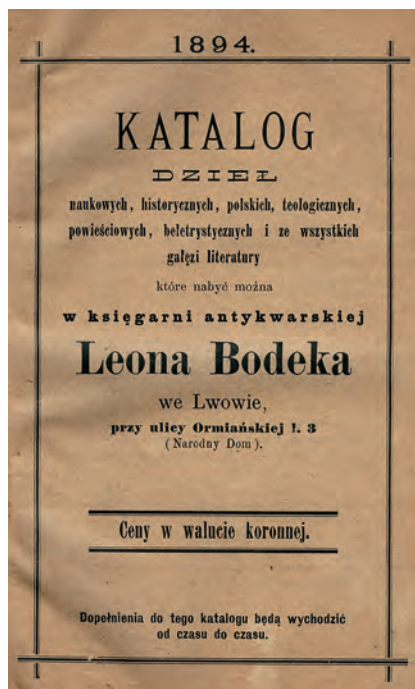 1894.
KATALOG
DZIEŁ
naukowych, historycznych, polskich, teologicznych,
powieściowych, beletrystycznych i ze wszystkich
gałęzi literatury
które nabyć można
w księgarni antykwarskiej
Leona Bodeka
we Lwowie,
przy ulicy Ormiańskiej l. 3
(Narodny Dom).
Ceny w walucie koronnej.
Dopełnienia do tego katalogu będą wychodzić
od czasu do czasu.